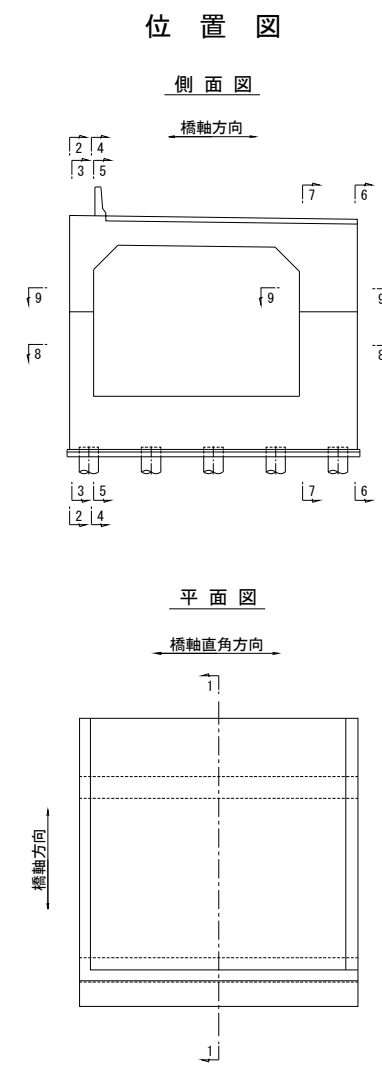 位 置 図
側 面 図
橋軸方向
2 4
3 5
7 6
9 9 9
8 8
3 5 7 6
2 4
平 面 図
橋軸直角方向
1
橋軸方向
1